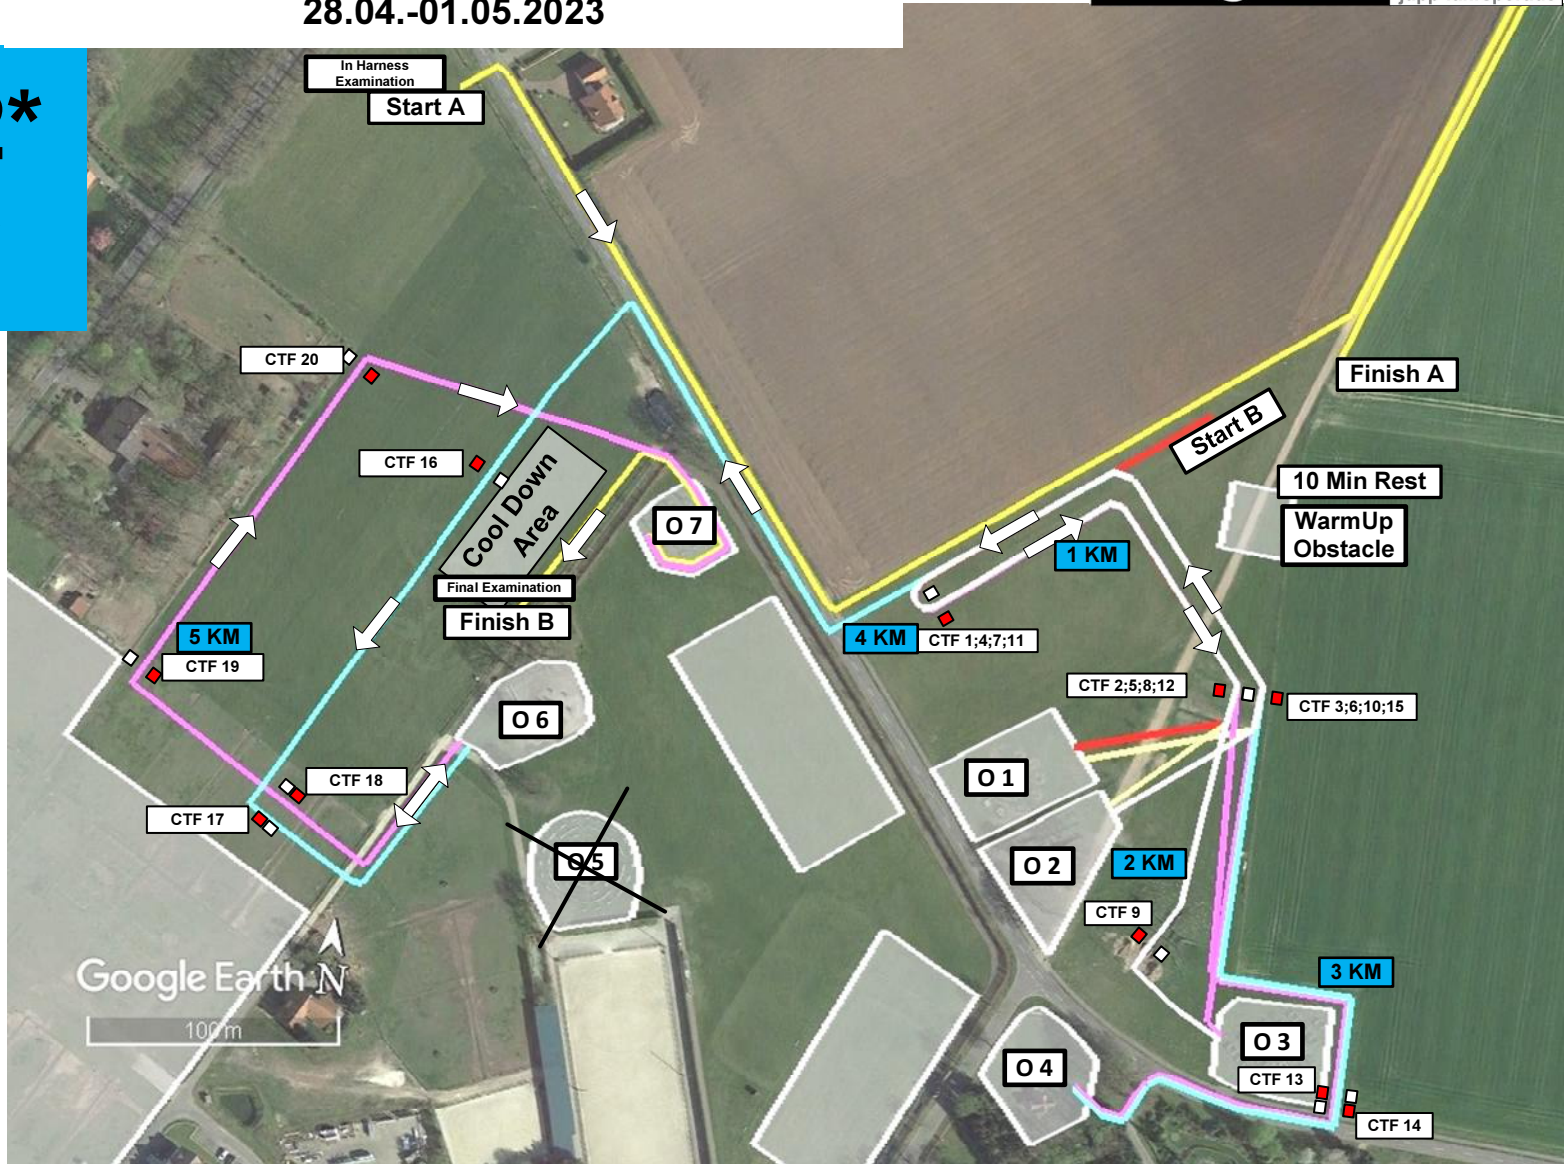 28.04.-01.05.2023
In Harness
Examination
Start A
CTF 20
Finish A
Start B
CTF 16
10 Min Rest
Cool Down
Area
O 7
WarmUp
Obstacle
1 KM
Final Examination
Finish B
5 KM
CTF 19
4 KM
CTF 1;4;7;11
CTF 2;5;8;12
CTF 3;6;10;15
O 6
O 1
CTF 18
CTF 17
O 5
O 2
2 KM
CTF 9
Google Earth
N
3 KM
100 m
O 3
O 4
CTF 13
CTF 14